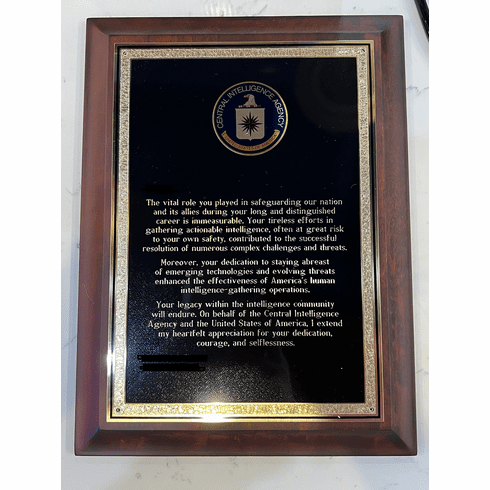 CENTRAL INTELLIGENCE AGENCY
UNITED STATES OF AMERICA
The vital role you played in safeguarding our nation
and its allies during your long and distinguished
career is immeasurable. Your tireless efforts in
gathering actionable intelligence, often at great risk
to your own safety, contributed to the successful
resolution of numerous complex challenges and threats.
Moreover, your dedication to staying abreast
of emerging technologies and evolving threats
enhanced the effectiveness of America's human
intelligence-gathering operations.
Your legacy within the intelligence community
will endure. On behalf of the Central Intelligence
Agency and the United States of America, I extend
my heartfelt appreciation for your dedication,
courage, and selflessness.